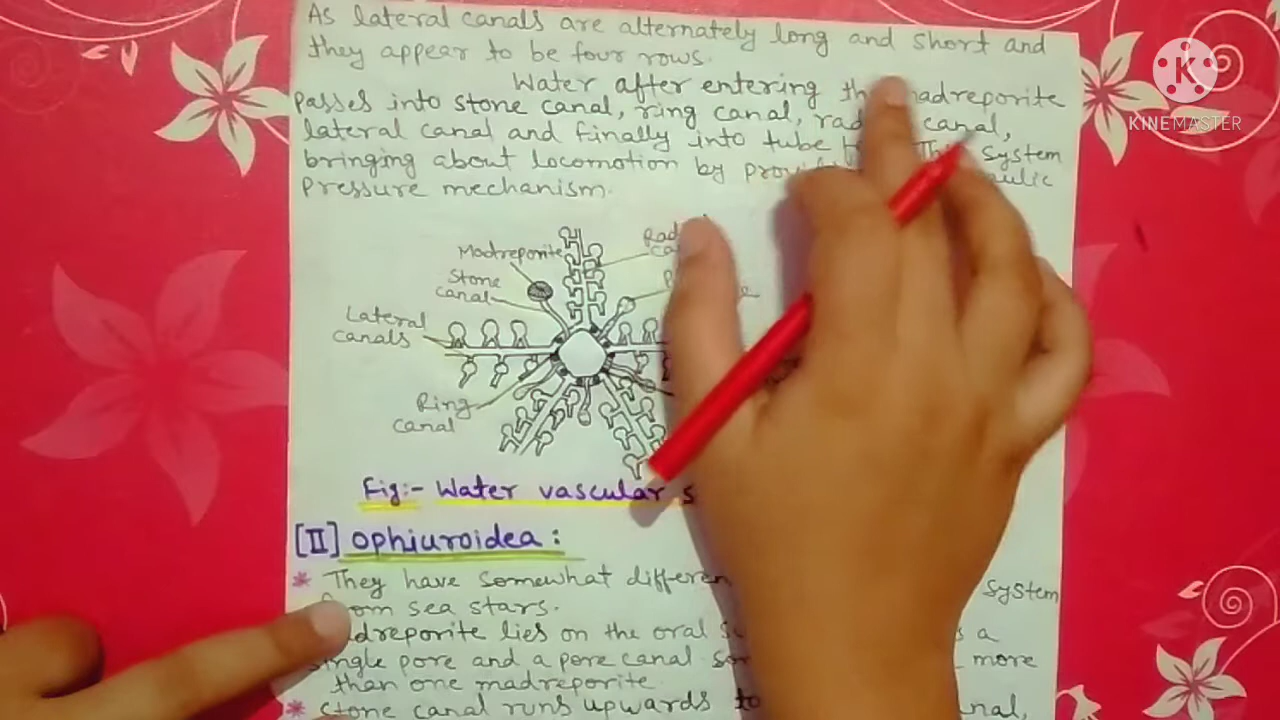 As lateral canals are alternately long and short and
they appear to be four rows.
Water after entering
passes into stone canal, ring canal, canal,
lateral canal and finally into tube System
bringing about locomotion by
Pressure mechanism.
Madreporite
Stone
canal
Lateral
canals
Ring
canal
Fig:- Water vascular
[II] Ophiuroidea:
* They have somewhat System
from sea stars.
lies on the oral a
single pore and a pore canal more
than one madreporite
* Stone canal runs upwards to
K
KINEMASTER